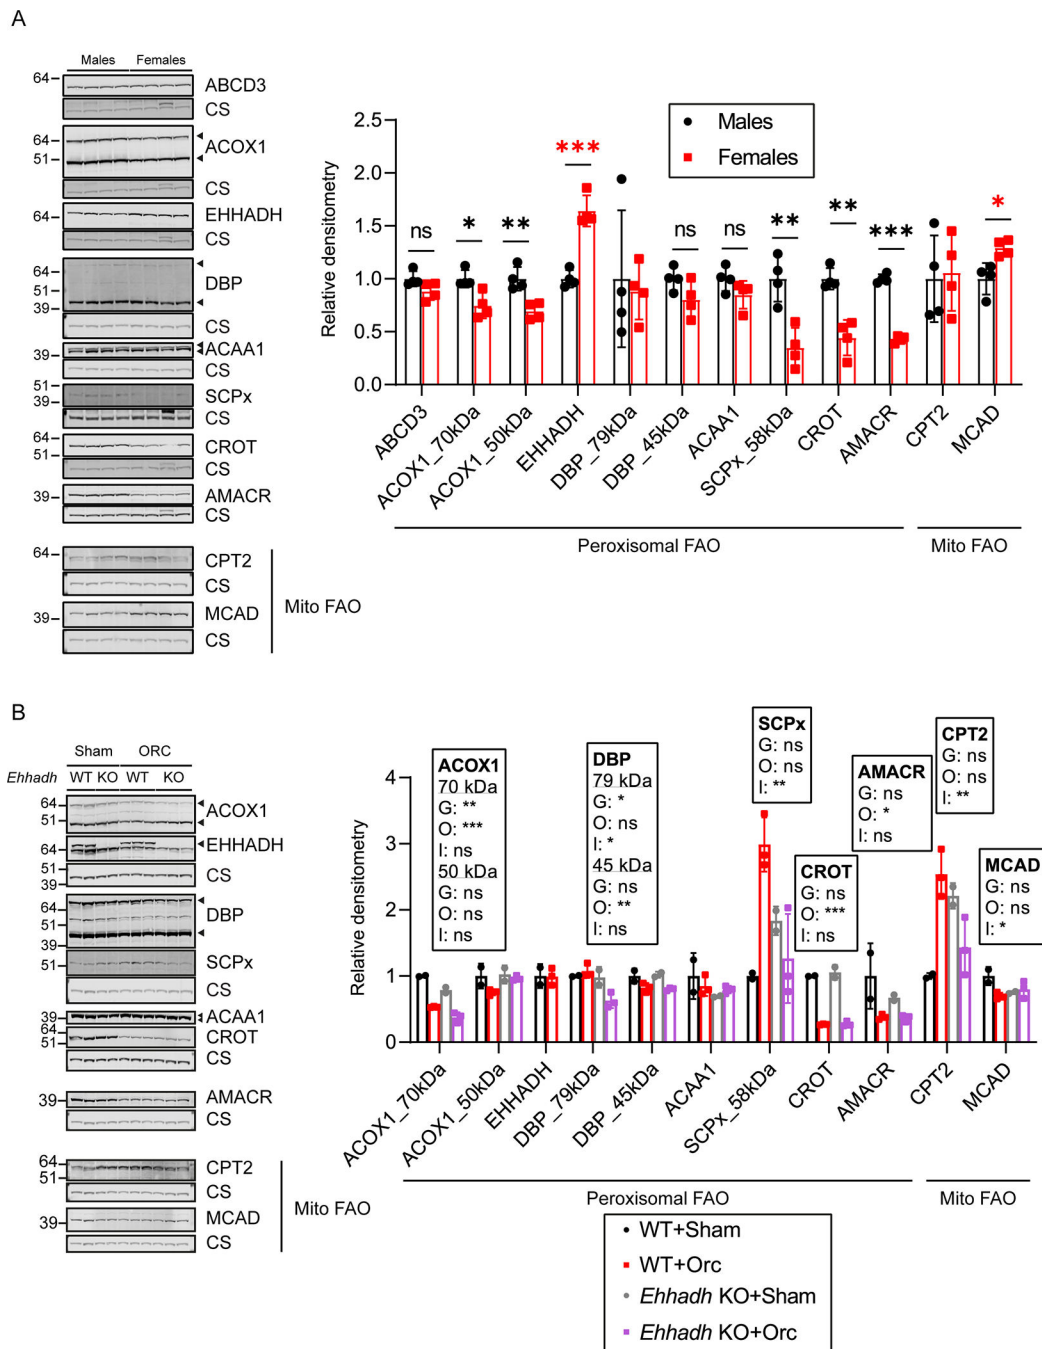 A
Males Females
64
ABCD3
CS
64
51
ACOX1
CS
64
EHHADH
CS
64
51
39
DBP
CS
39
ACAA1
CS
51
39
SCPx
CS
64
51
CROT
CS
39
AMACR
CS
64
51
CPT2
CS
39
MCAD
CS
Mito FAO
Relative densitometry
2.5
2.0
1.5
1.0
0.5
0.0
Males
Females
ns
*
**
***
ns
ns
**
**
***
*
ABCD3
ACOX1_70kDa
ACOX1_50kDa
EHHADH
DBP_79kDa
DBP_45kDa
ACAA1
SCPx_58kDa
CROT
AMACR
CPT2
MCAD
Peroxisomal FAO
Mito FAO
B
Sham ORC
Ehhadh WT KO WT KO
64
51
ACOX1
64
EHHADH
51
39
CS
64
51
39
DBP
51
SCPx
CS
39
ACAA1
64
51
CROT
CS
39
AMACR
CS
64
51
CPT2
CS
39
MCAD
CS
Mito FAO
Relative densitometry
4
3
2
1
0
ACOX1
70 kDa
G: **
O: ***
I: ns
50 kDa
G: ns
O: ns
I: ns
DBP
79 kDa
G: *
O: ns
I: *
45 kDa
G: ns
O: **
I: ns
SCPx
G: ns
O: ns
I: **
CROT
G: ns
O: ***
I: ns
AMACR
G: ns
O: *
I: ns
CPT2
G: ns
O: ns
I: **
MCAD
G: ns
O: ns
I: *
ACOX1_70kDa
ACOX1_50kDa
EHHADH
DBP_79kDa
DBP_45kDa
ACAA1
SCPx_58kDa
CROT
AMACR
CPT2
MCAD
Peroxisomal FAO
Mito FAO
WT+Sham
WT+Orc
Ehhadh KO+Sham
Ehhadh KO+Orc